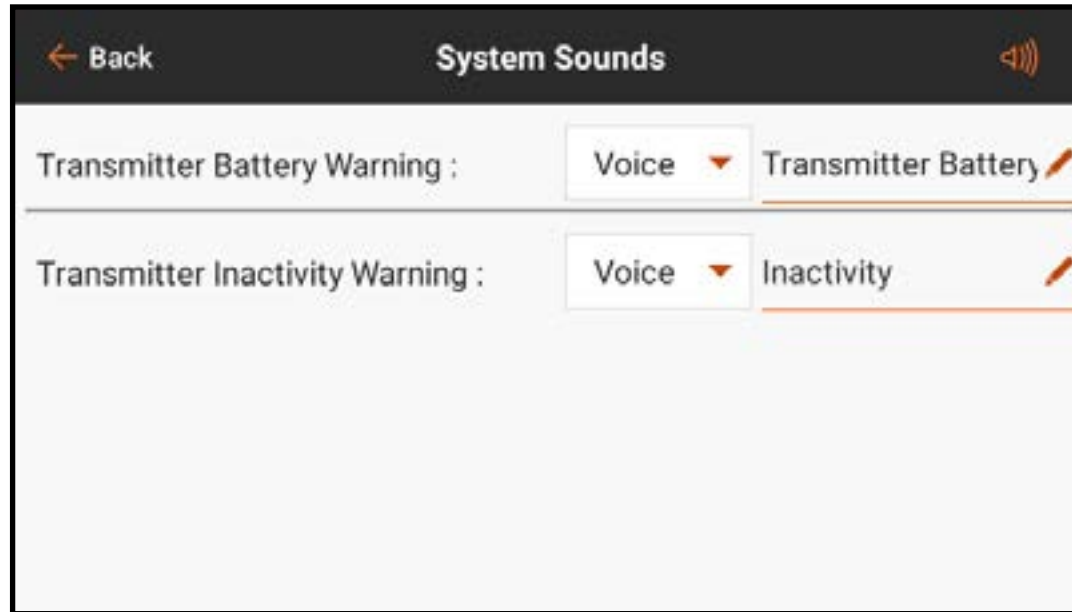 Back System Sounds
Transmitter Battery Warning : Voice Transmitter Battery
Transmitter Inactivity Warning : Voice Inactivity